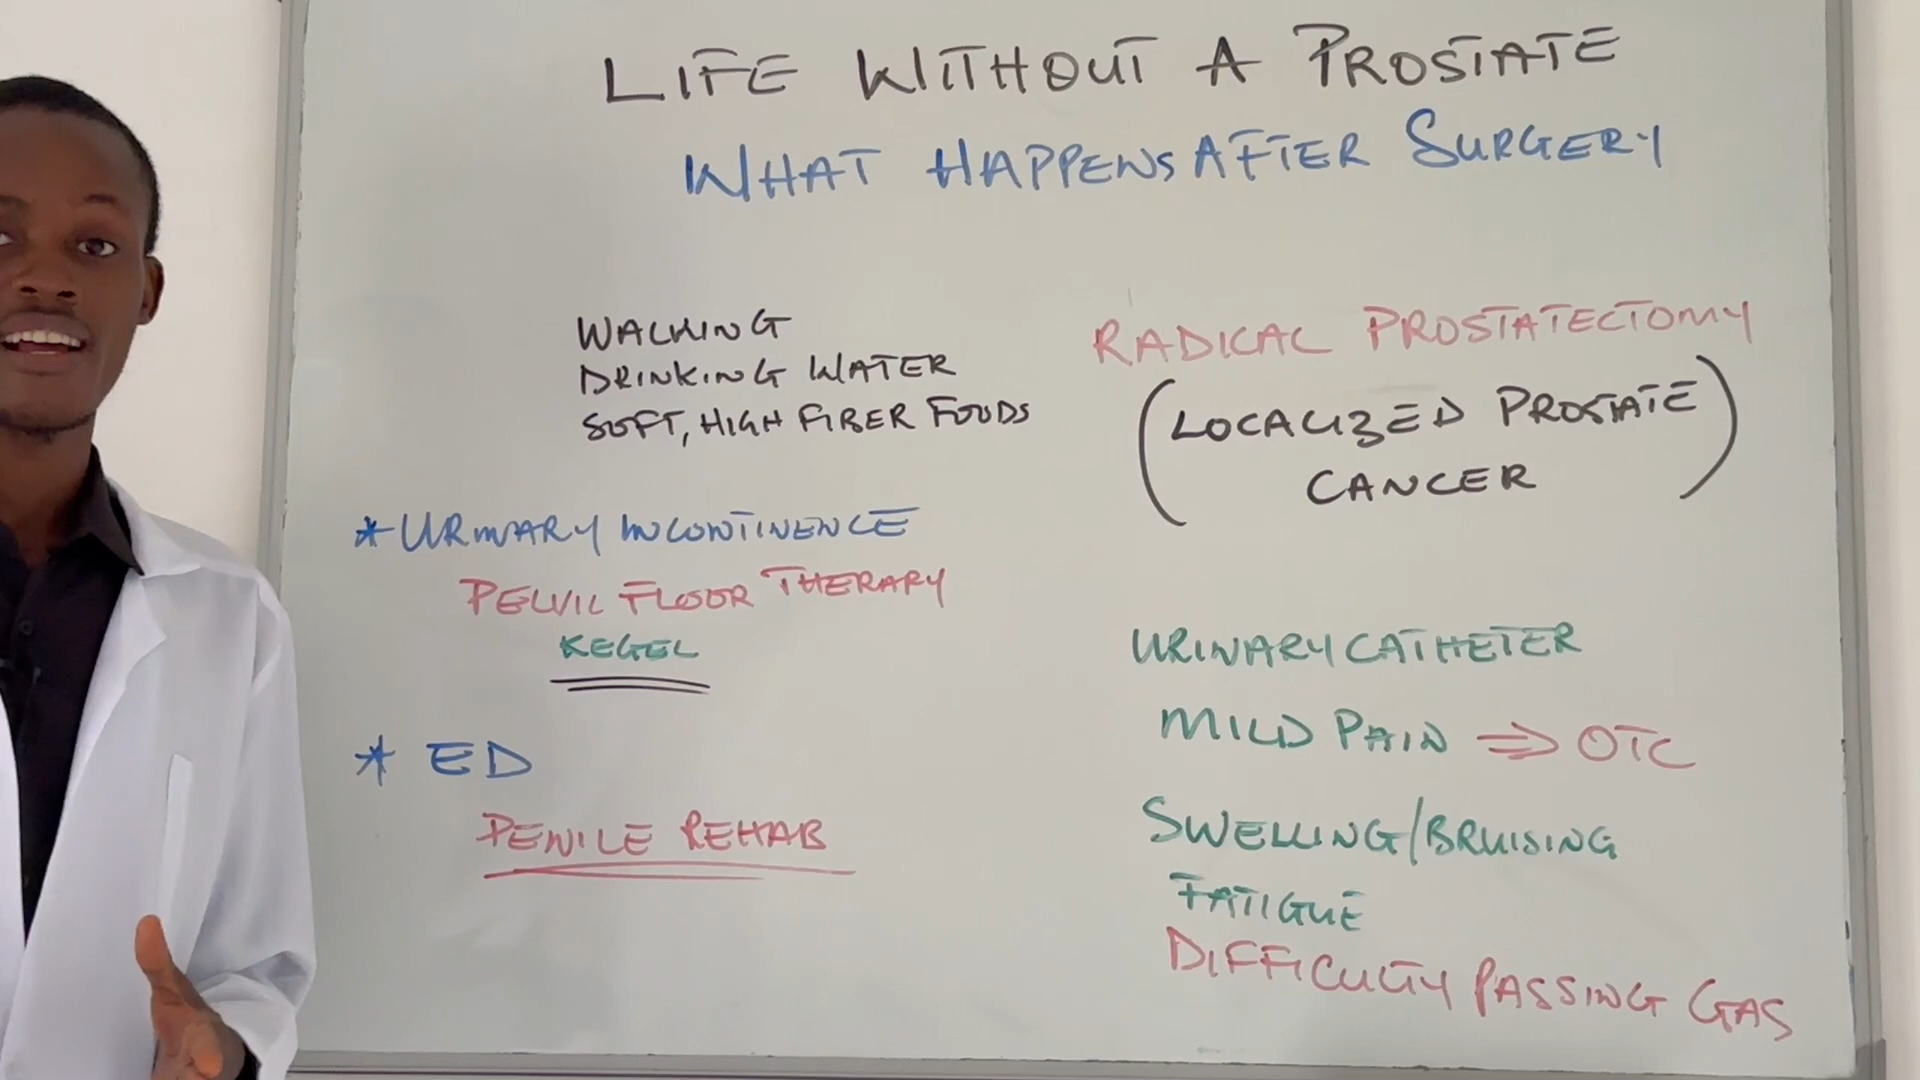 LIFE WITHOUT A PROSTATE
WHAT HAPPENS AFTER SURGERY
WALKING
DRINKING WATER
SOFT, HIGH FIBER FOODS
* URINARY INCONTINENCE
PELVIC FLOOR THERAPY
KEGEL
* ED
PENILE REHAB
RADICAL PROSTATECTOMY
(LOCALIZED PROSTATE
CANCER)
URINARY CATHETER
MILD PAIN ⇒ OTC
SWELLING/BRUISING
FATIGUE
DIFFICULTY PASSING GAS